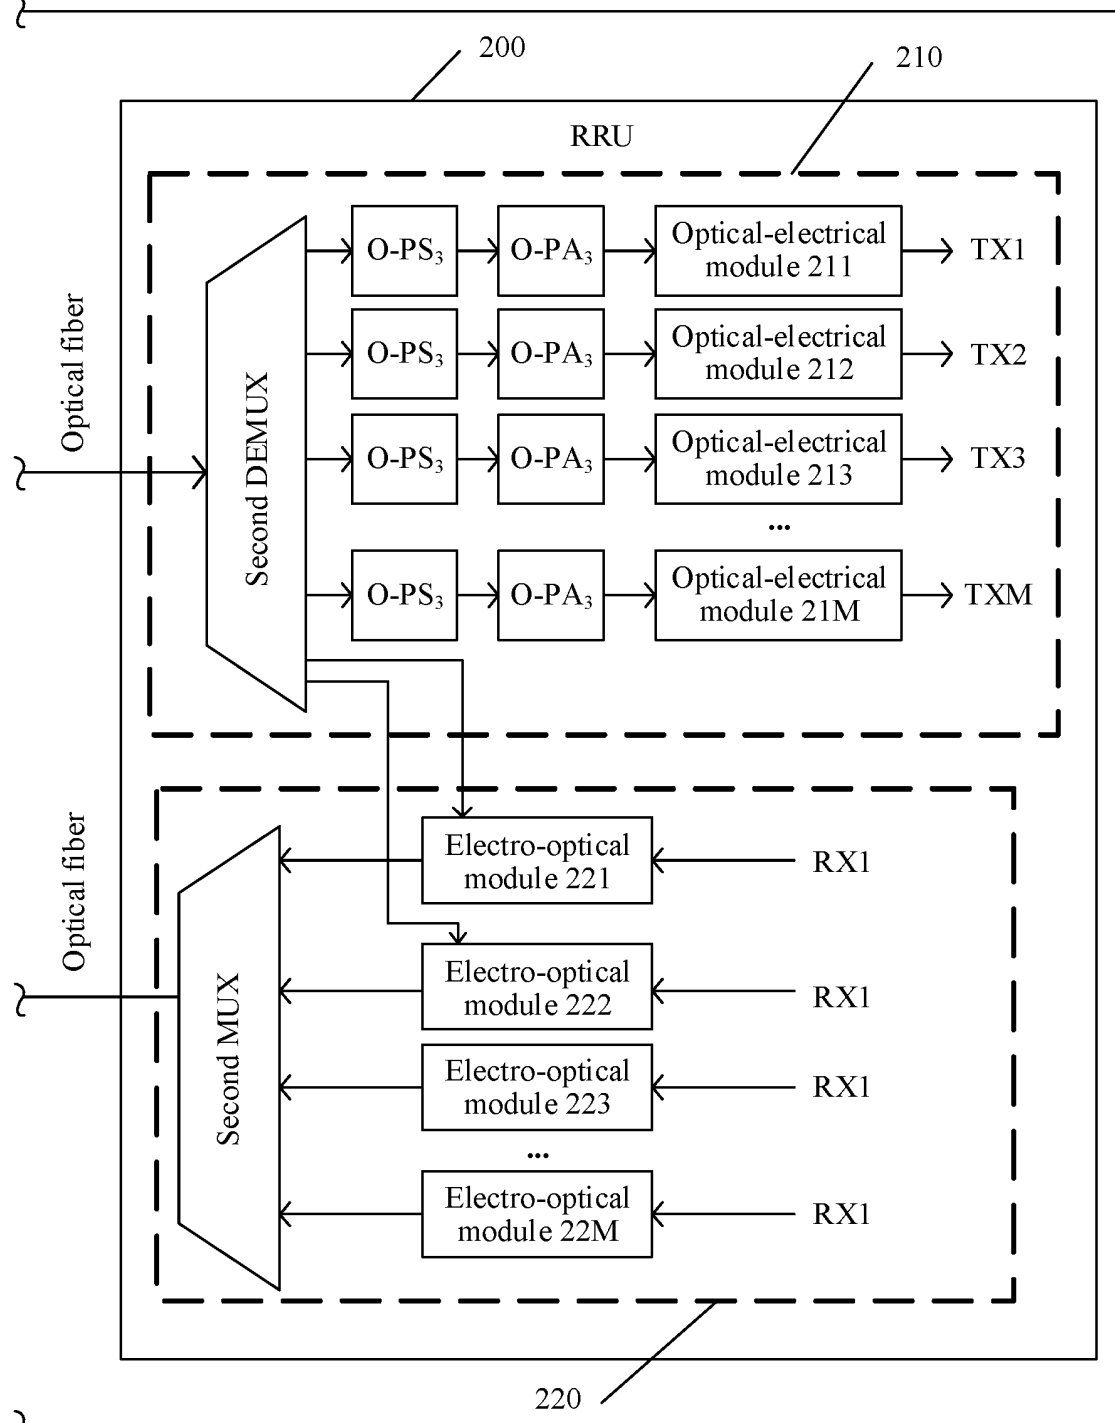 200
210
RRU
O-PS3
O-PA3
Optical-electrical
module 211
TX1
O-PS3
O-PA3
Optical-electrical
module 212
TX2
O-PS3
O-PA3
Optical-electrical
module 213
TX3
...
O-PS3
O-PA3
Optical-electrical
module 21M
TXM
Optical fiber
Second DEMUX
Electro-optical
module 221
RX1
Electro-optical
module 222
RX1
Electro-optical
module 223
RX1
...
Electro-optical
module 22M
RX1
Optical fiber
Second MUX
220